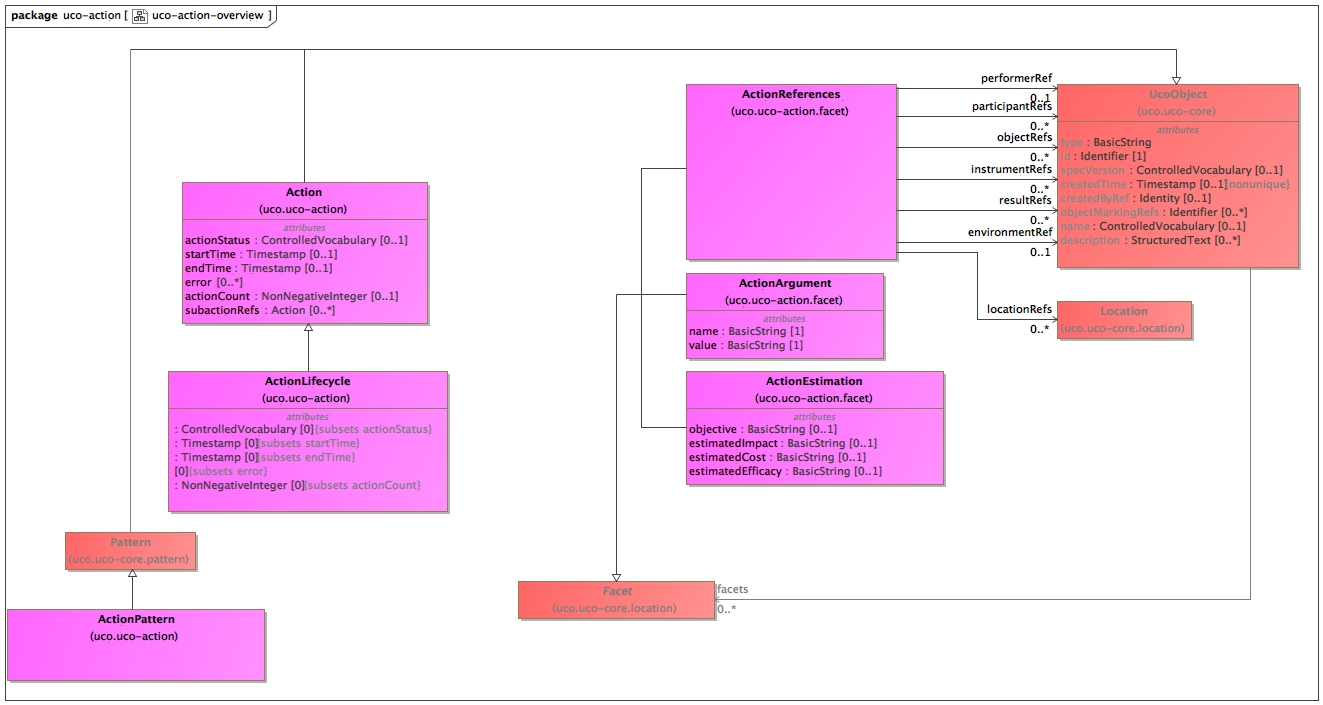 package uco-action [ uco-action-overview ]
Action
(uco.uco-action)
attributes
actionStatus : ControlledVocabulary [0..1]
startTime : Timestamp [0..1]
endTime : Timestamp [0..1]
error [0..*]
actionCount : NonNegativeInteger [0..1]
subactionRefs : Action [0..*]
ActionLifecycle
(uco.uco-action)
attributes
: ControlledVocabulary [0]{subsets actionStatus}
: Timestamp [0]{subsets startTime}
: Timestamp [0]{subsets endTime}
[0]{subsets error}
: NonNegativeInteger [0]{subsets actionCount}
Pattern
(uco.uco-core.pattern)
ActionPattern
(uco.uco-action)
ActionReferences
(uco.uco-action.facet)
performerRef
0..1
participantRefs
0..*
objectRefs
0..*
instrumentRefs
0..*
resultRefs
0..*
environmentRef
0..1
locationRefs
0..*
UcoObject
(uco.uco-core)
attributes
type : BasicString
id : Identifier [1]
specVersion : ControlledVocabulary [0..1]
createdTime : Timestamp [0..1]{nonunique}
createdByRef : Identity [0..1]
objectMarkingRefs : Identifier [0..*]
name : ControlledVocabulary [0..1]
description : StructuredText [0..*]
Location
(uco.uco-core.location)
ActionArgument
(uco.uco-action.facet)
attributes
name : BasicString [1]
value : BasicString [1]
ActionEstimation
(uco.uco-action.facet)
attributes
objective : BasicString [0..1]
estimatedImpact : BasicString [0..1]
estimatedCost : BasicString [0..1]
estimatedEfficacy : BasicString [0..1]
Facet
(uco.uco-core.location)
facets
0..*